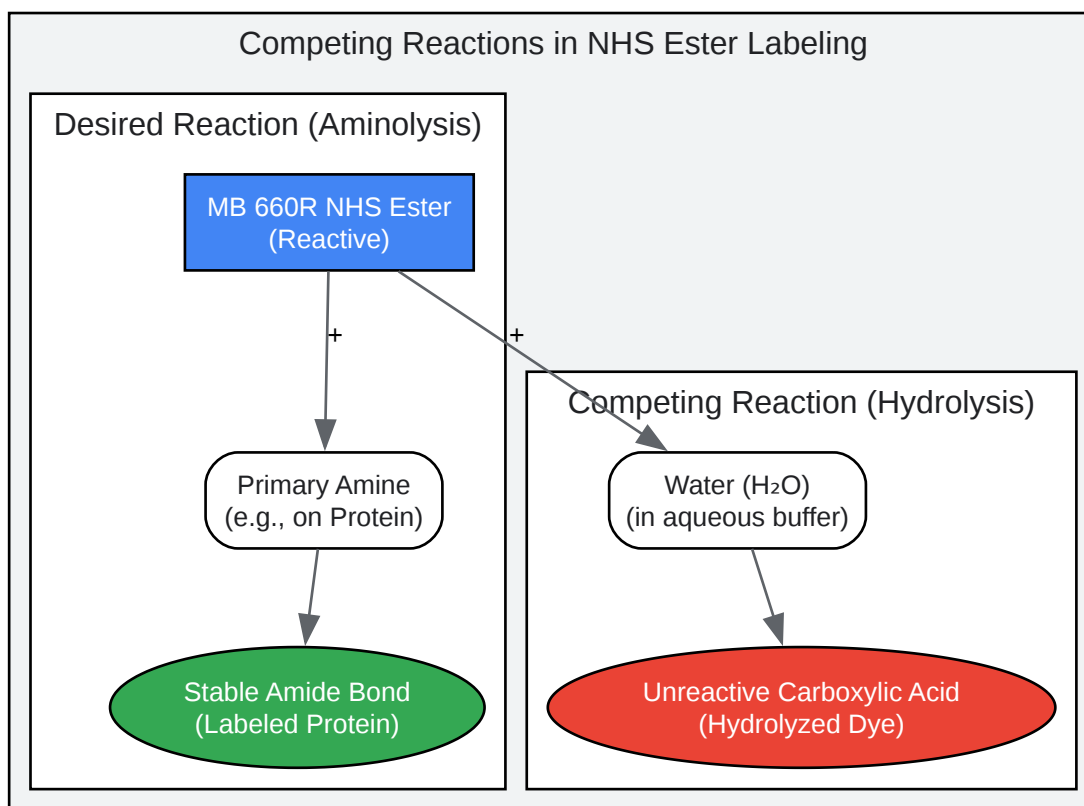 Competing Reactions in NHS Ester Labeling
Desired Reaction (Aminolysis)
MB 660R NHS Ester
(Reactive)
+
+
Competing Reaction (Hydrolysis)
Primary Amine
(e.g., on Protein)
Water (H₂O)
(in aqueous buffer)
Stable Amide Bond
(Labeled Protein)
Unreactive Carboxylic Acid
(Hydrolyzed Dye)